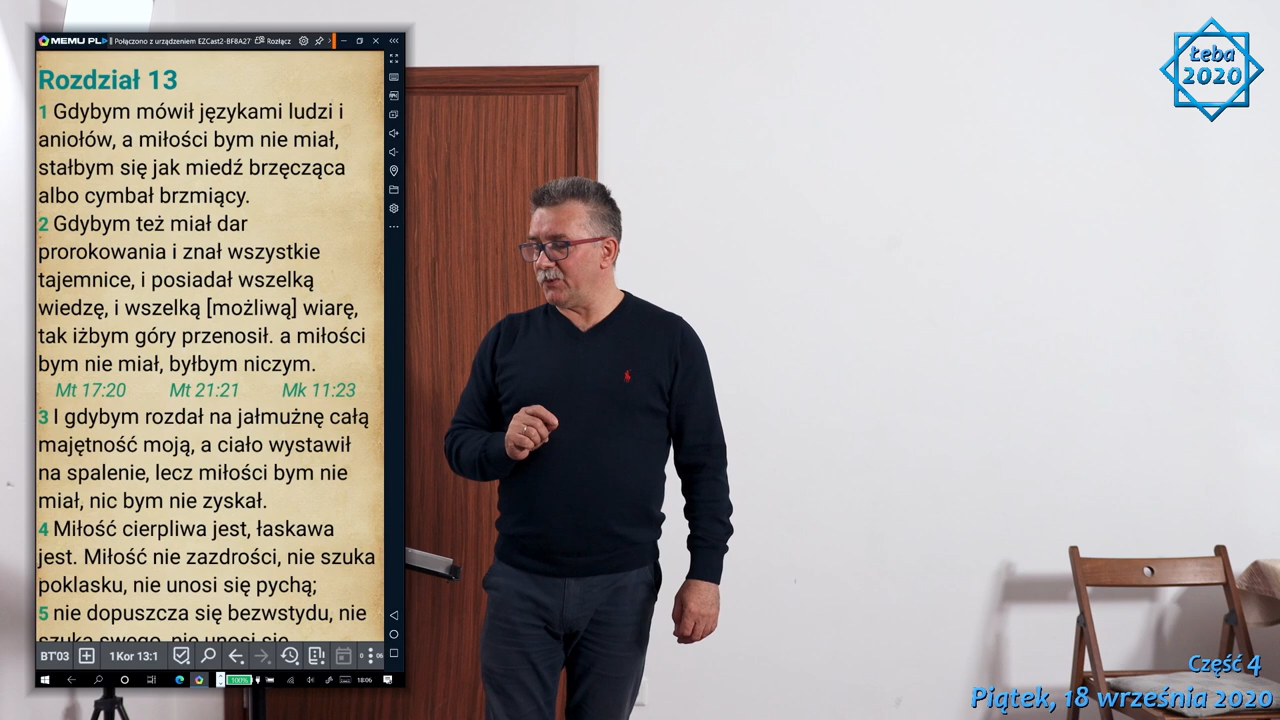 MEMU PL
Połączono z urządzeniem EZCast2-BF8A27
Rozłącz
Rozdział 13
1 Gdybym mówił językami ludzi i
aniołów, a miłości bym nie miał,
stałbym się jak miedź brzęcząca
albo cymbał brzmiący.
2 Gdybym też miał dar
prorokowania i znał wszystkie
tajemnice, i posiadał wszelką
wiedzę, i wszelką [możliwą] wiarę,
tak iżbym góry przenosił. a miłości
bym nie miał, byłbym niczym.
Mt 17:20 Mt 21:21 Mk 11:23
3 I gdybym rozdał na jałmużnę całą
majętność moją, a ciało wystawił
na spalenie, lecz miłości bym nie
miał, nic bym nie zyskał.
4 Miłość cierpliwa jest, łaskawa
jest. Miłość nie zazdrości, nie szuka
poklasku, nie unosi się pychą;
5 nie dopuszcza się bezwstydu, nie
szuka swego, nie unosi się
BT'03 1Kor 13:1
100% 18:06
Łeba
2020
Część 4
Piątek, 18 września 2020